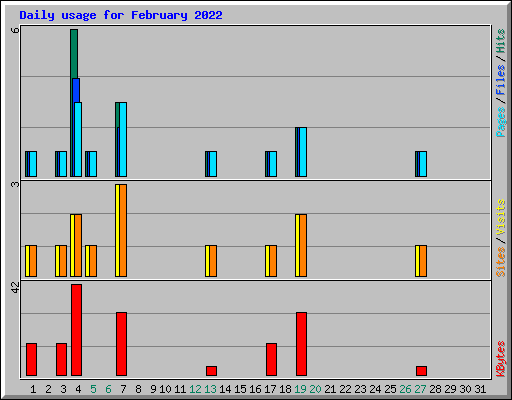 Daily usage for February 2022
6
3
42
Pages / Files / Hits
Sites / Visits
KBytes
1 2 3 4 5 6 7 8 9 10 11 12 13 14 15 16 17 18 19 20 21 22 23 24 25 26 27 28 29 30 31